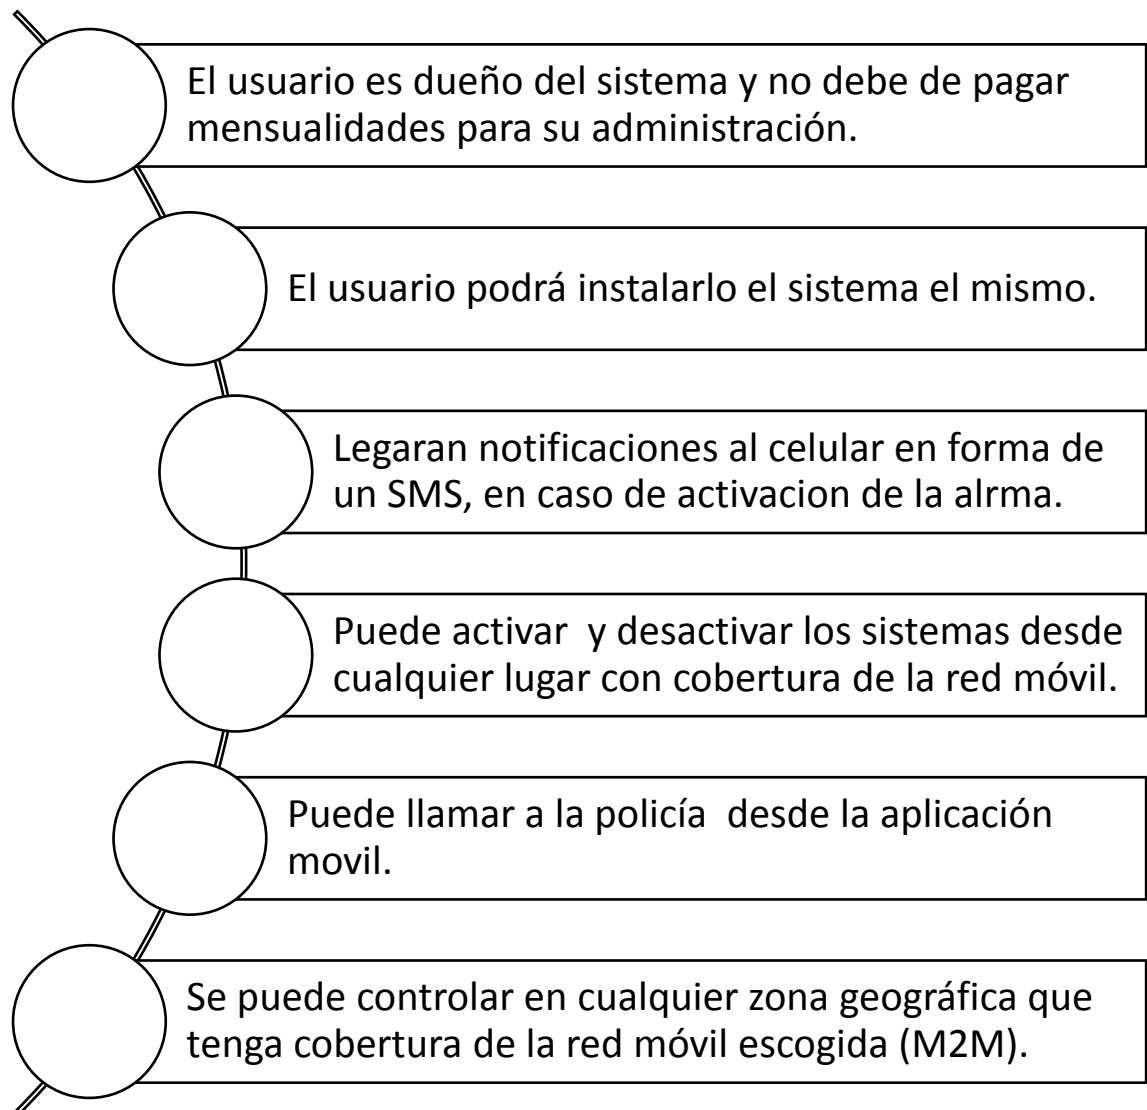 El usuario es dueño del sistema y no debe de pagar
mensualidades para su administración.
El usuario podrá instalarlo el sistema el mismo.
Legaran notificaciones al celular en forma de
un SMS, en caso de activacion de la alrma.
Puede activar  y desactivar los sistemas desde
cualquier lugar con cobertura de la red móvil.
Puede llamar a la policía  desde la aplicación
movil.
Se puede controlar en cualquier zona geográfica que
tenga cobertura de la red móvil escogida (M2M).